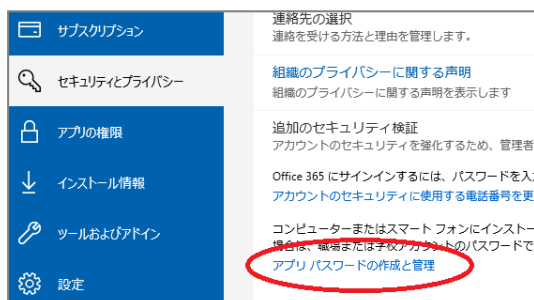 サブスクリプション
セキュリティとプライバシー
アプリの権限
インストール情報
ツールおよびアドイン
設定
連絡先の選択
連絡を受ける方法と理由を管理します。
組織のプライバシーに関する声明
組織のプライバシーに関する声明を表示します
追加のセキュリティ検証
アカウントのセキュリティを強化するため、管理者
Office 365 にサインインするには、パスワードを入
アカウントのセキュリティに使用する電話番号を更
コンピューターまたはスマート フォンにインストー
場合は、職場または学校アカウントのパスワードで
アプリ パスワードの作成と管理